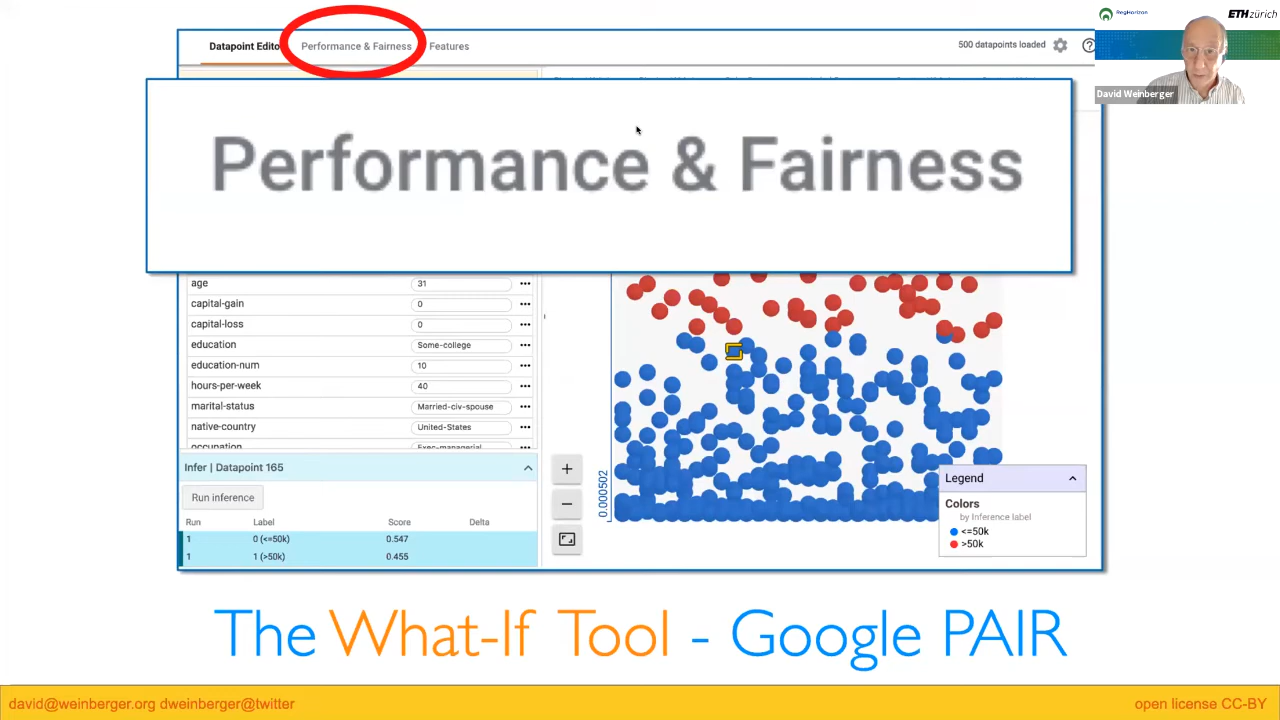 RegHorizon
ETH zürich
Datapoint Edito
Performance & Fairness
Features
500 datapoints loaded
David Weinberger
Performance & Fairness
age 31
capital-gain 0
capital-loss 0
education Some-college
education-num 10
hours-per-week 40
marital-status Married-civ-spouse
native-country United-States
occupation Exec-managerial
Infer | Datapoint 165
Run inference
Run Label Score Delta
1 0 (<=50k) 0.547
1 1 (>50k) 0.455
0.000502
Legend
Colors
by Inference label
<=50k
>50k
The What-If Tool - Google PAIR
david@weinberger.org dweinberger@twitter
open license CC-BY